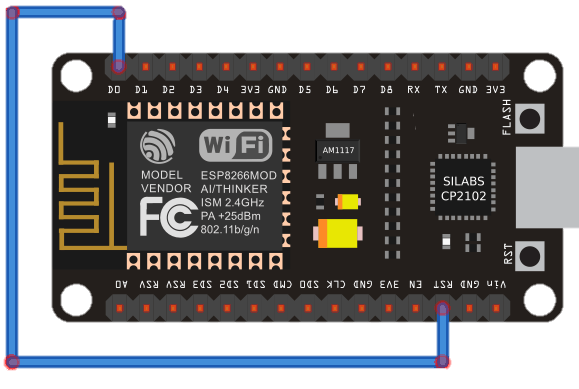 D0 D1 D2 D3 D4 3V3 GND D5 D6 D7 D8 RX TX GND 3V3
FLASH
WiFi
AM1117
MODEL
VENDOR
ESP8266MOD
AI/THINKER
ISM 2.4GHz
PA +25dBm
802.11b/g/n
FCC
SILABS
CP2102
RST
A0 RSV RSV SD3 SD2 SD1 CMD SD0 CLK GND 3V3 EN RST GND Vin